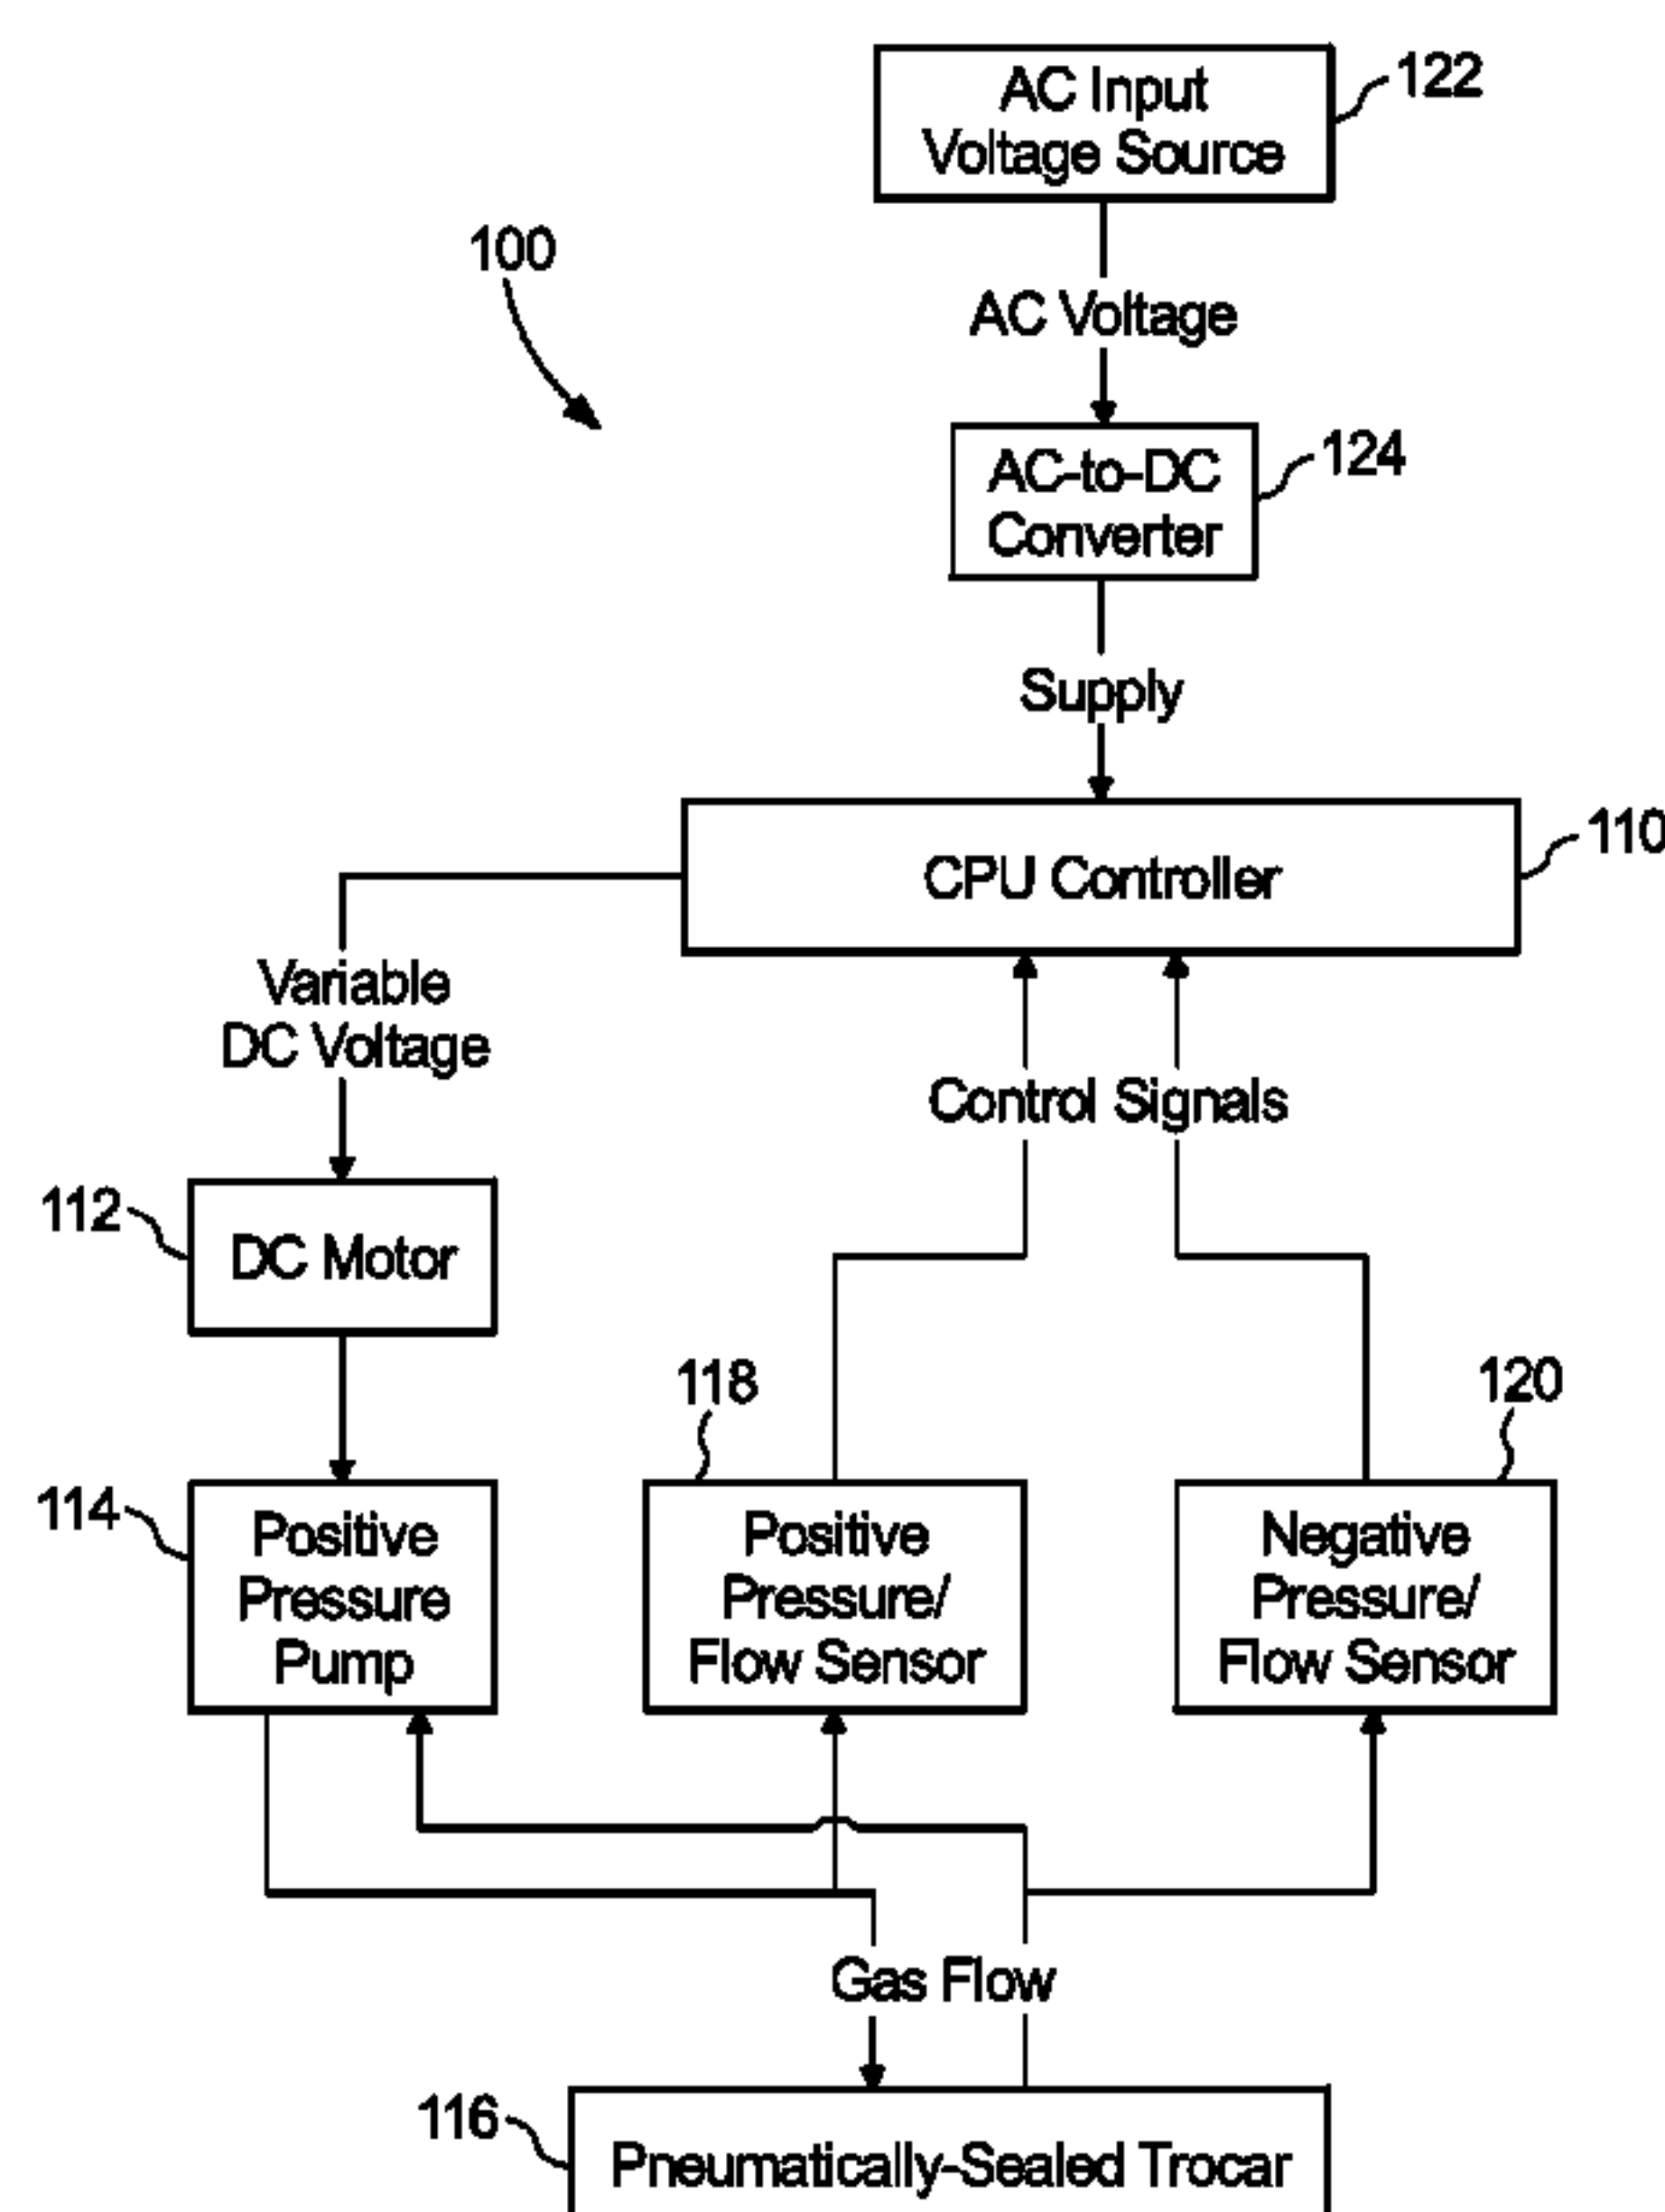 AC Input
Voltage Source
122
100
AC Voltage
AC-to-DC
Converter
124
Supply
CPU Controller
110
Variable
DC Voltage
Control Signals
112
DC Motor
118
120
114
Positive
Pressure
Pump
Positive
Pressure/
Flow Sensor
Negative
Pressure/
Flow Sensor
Gas Flow
116
Pneumatically-Sealed Trocar